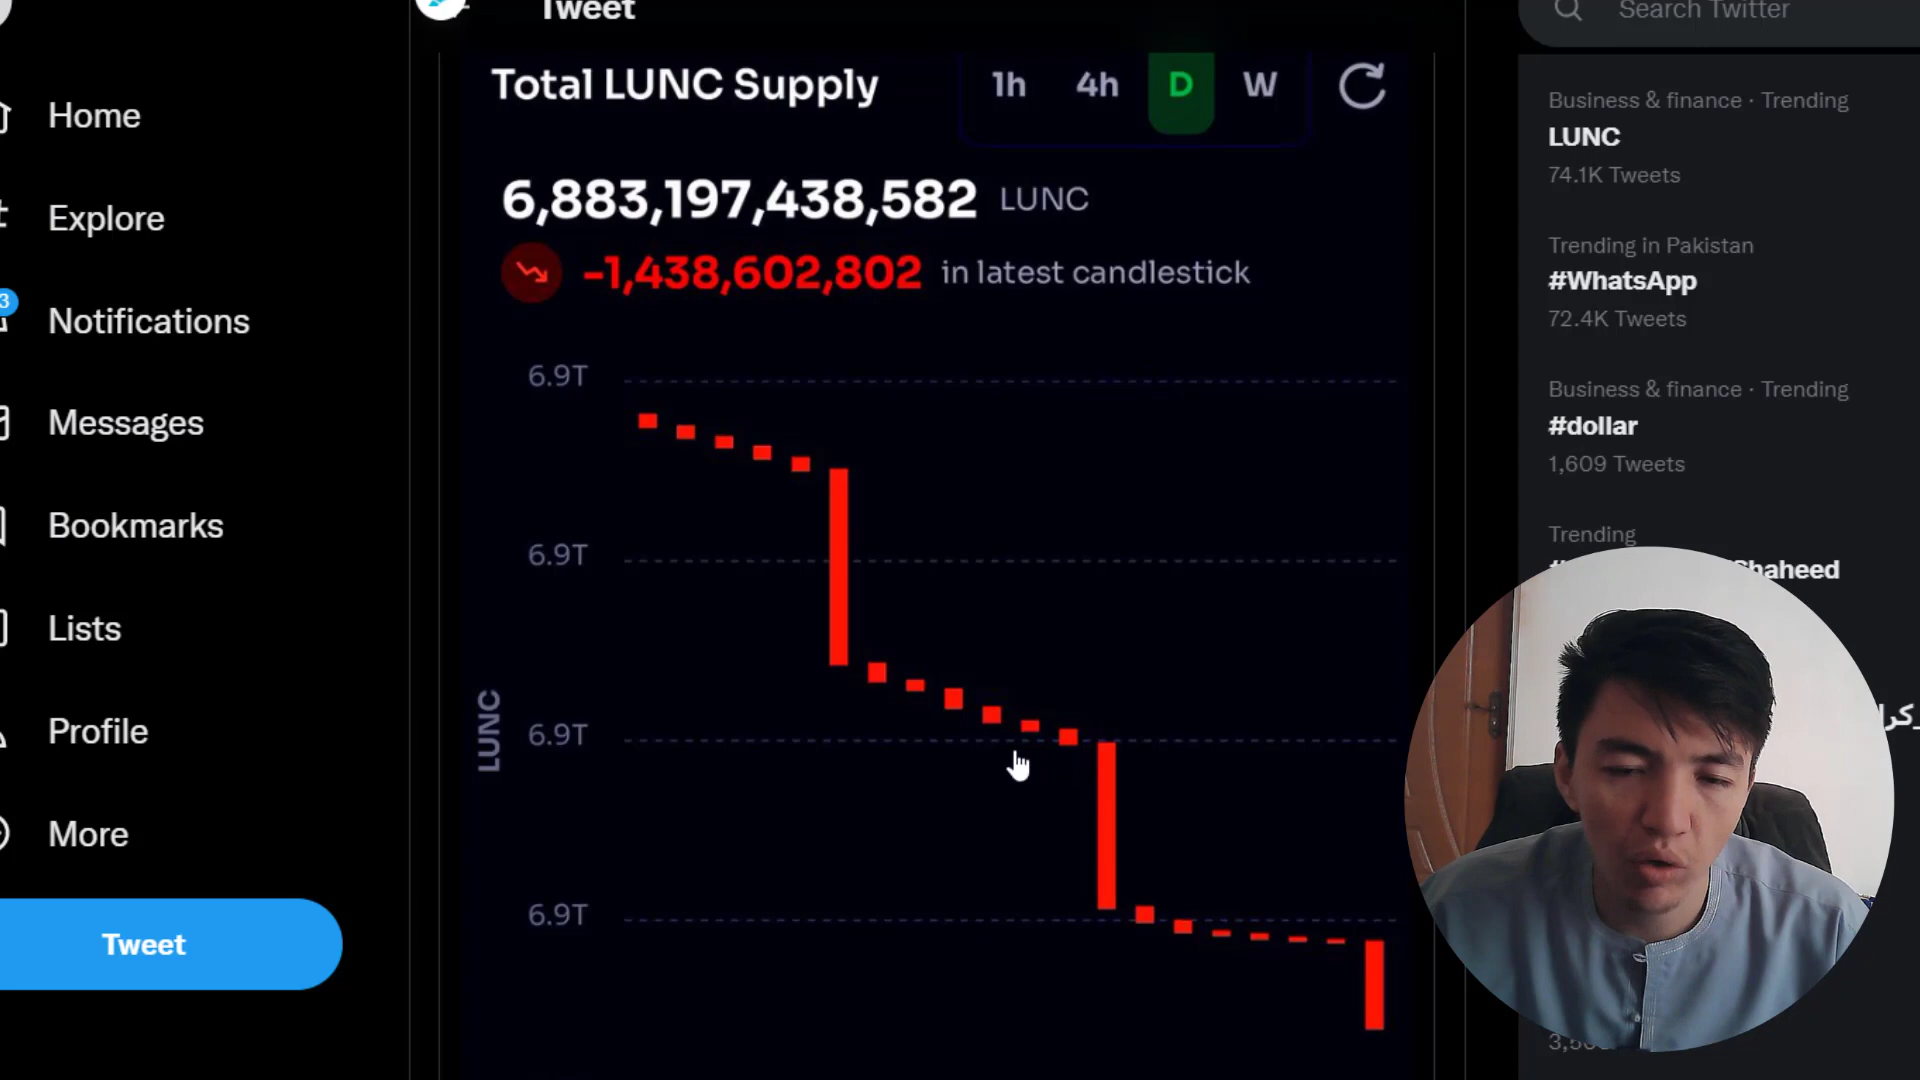 Tweet
Home
Explore
3
Notifications
Messages
Bookmarks
Lists
Profile
More
Tweet
Total LUNC Supply
1h 4h D W
6,883,197,438,582 LUNC
-1,438,602,802 in latest candlestick
6.9T
6.9T
6.9T
6.9T
LUNC
Search Twitter
Business & finance · Trending
LUNC
74.1K Tweets
Trending in Pakistan
#WhatsApp
72.4K Tweets
Business & finance · Trending
#dollar
1,609 Tweets
Trending